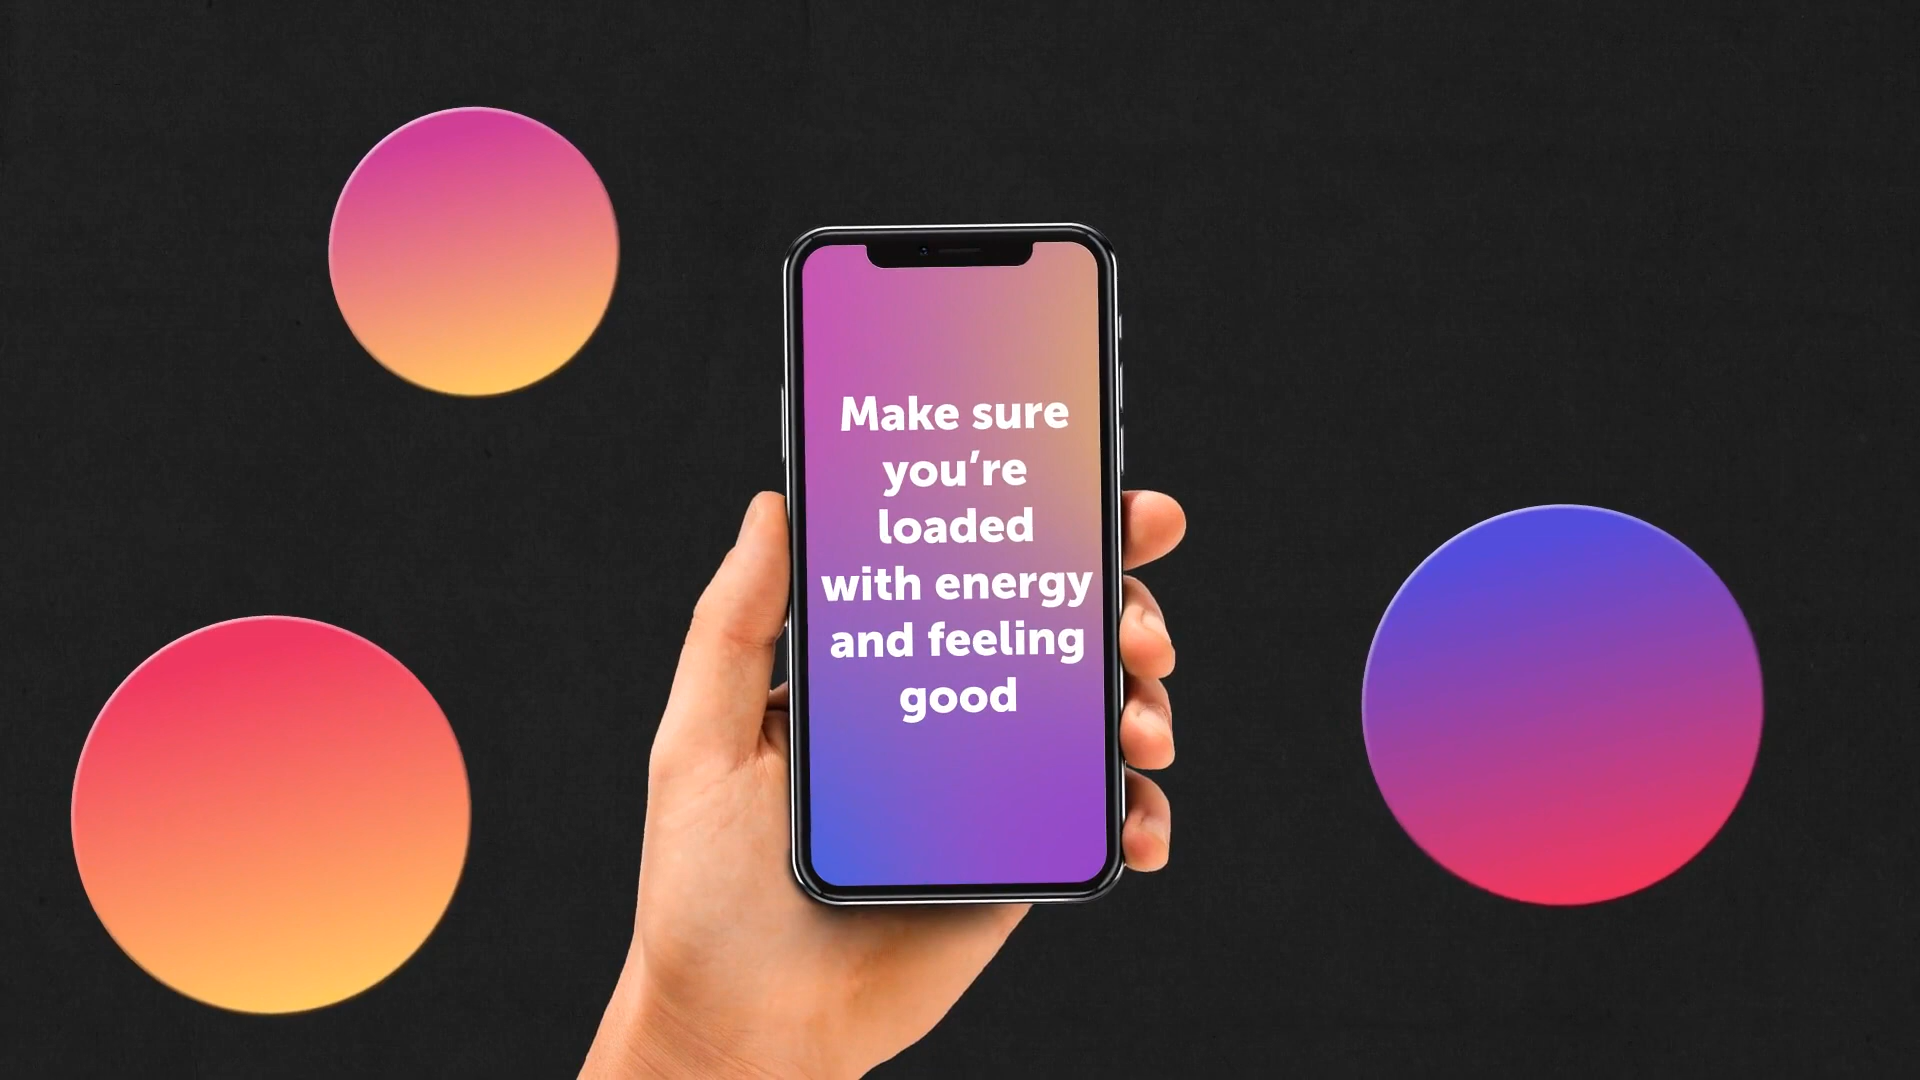 Make sure
you’re
loaded
with energy
and feeling
good